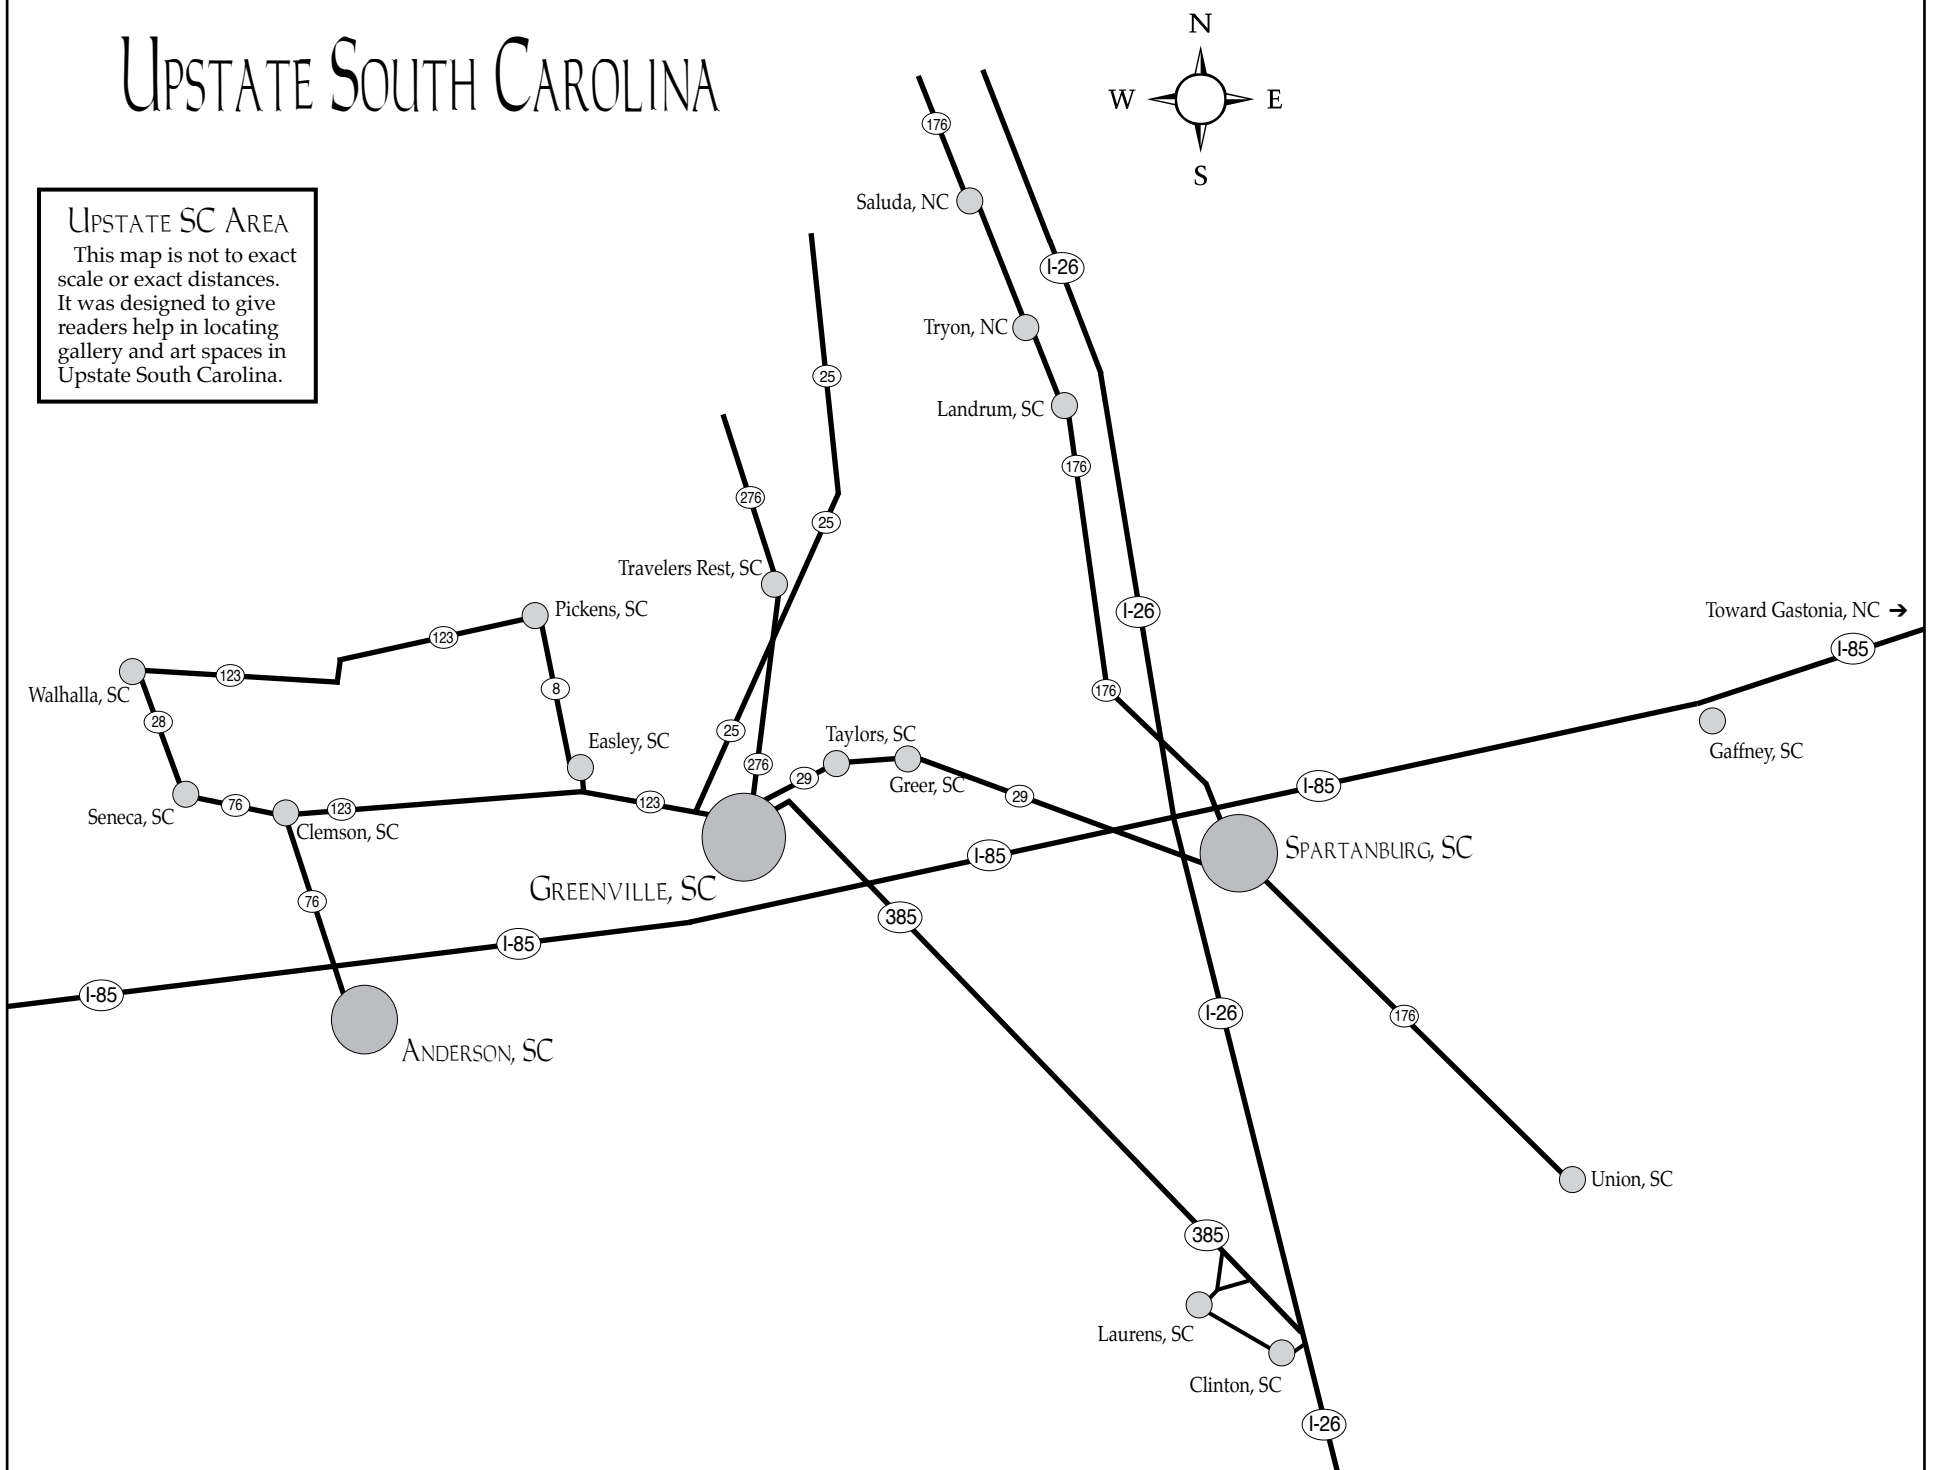 Upstate South Carolina
N
W E
S
176
Saluda, NC
Upstate SC Area
This map is not to exact
scale or exact distances.
It was designed to give
readers help in locating
gallery and art spaces in
Upstate South Carolina.
I-26
Tryon, NC
25
Landrum, SC
176
276
25
Travelers Rest, SC
Pickens, SC
I-26
Toward Gastonia, NC ➔
123
I-85
123
Walhalla, SC
8
176
28
25
Easley, SC
Taylors, SC
Gaffney, SC
276
29
Greer, SC
I-85
Seneca, SC
76
123
123
29
Clemson, SC
I-85
Spartanburg, SC
Greenville, SC
76
385
I-85
I-85
I-26
176
Anderson, SC
Union, SC
385
Laurens, SC
Clinton, SC
I-26